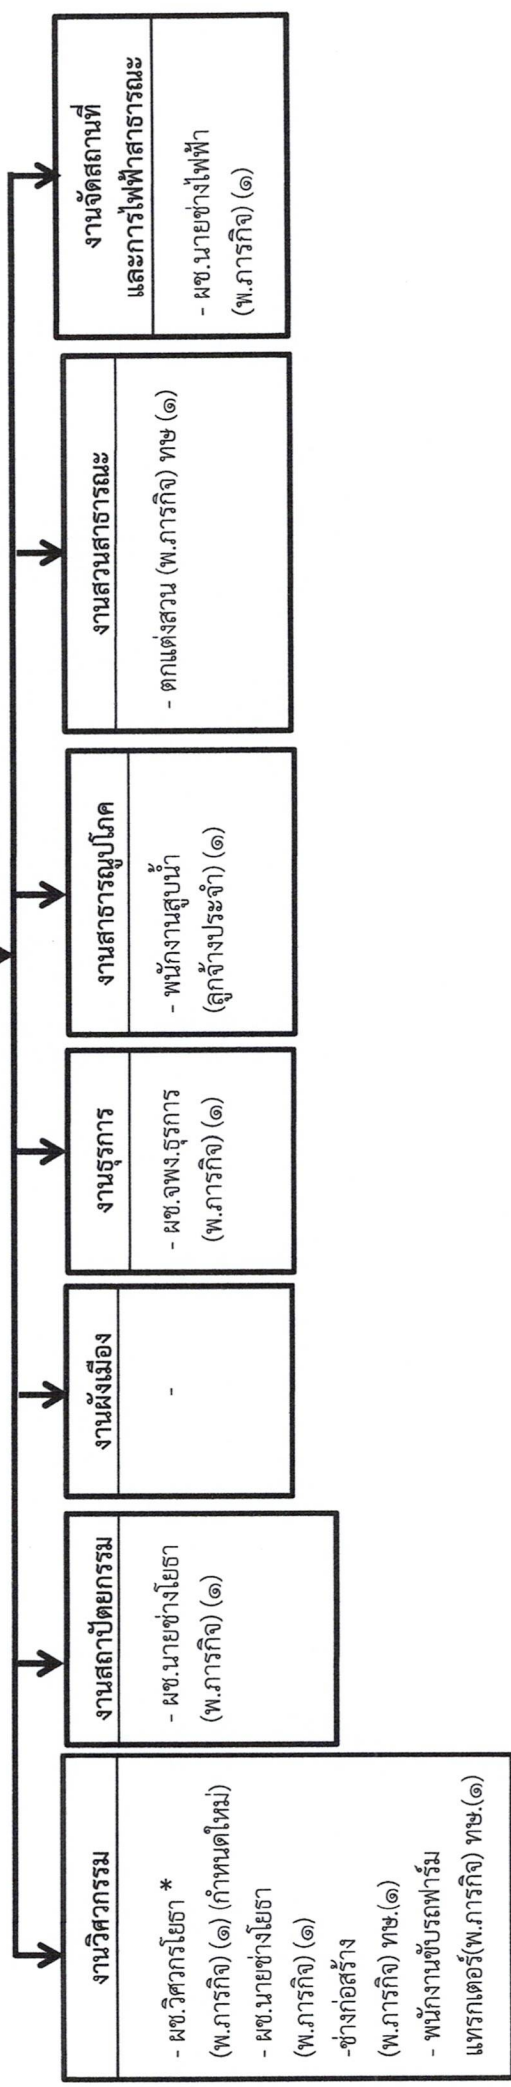 งานวิศวกรรม
- ผช.วิศวกรโยธา *
(พ.ภารกิจ) (๑) (กำหนดใหม่)
- ผช.นายช่างโยธา
(พ.ภารกิจ) (๑)
-ช่างก่อสร้าง
(พ.ภารกิจ) ทษ.(๑)
- พนักงานขับรถฟาร์ม
แทรกเตอร์(พ.ภารกิจ) ทษ.(๑)
งานสถาปัตยกรรม
- ผช.นายช่างโยธา
(พ.ภารกิจ) (๑)
งานผังเมือง
-
งานธุรการ
- ผช.จพง.ธุรการ
(พ.ภารกิจ) (๑)
งานสาธารณูปโภค
- พนักงานสูบน้ำ
(ลูกจ้างประจำ) (๑)
งานสวนสาธารณะ
- ตกแต่งสวน (พ.ภารกิจ) ทษ (๑)
งานจัดสถานที่
และการไฟฟ้าสาธารณะ
- ผช.นายช่างไฟฟ้า
(พ.ภารกิจ) (๑)